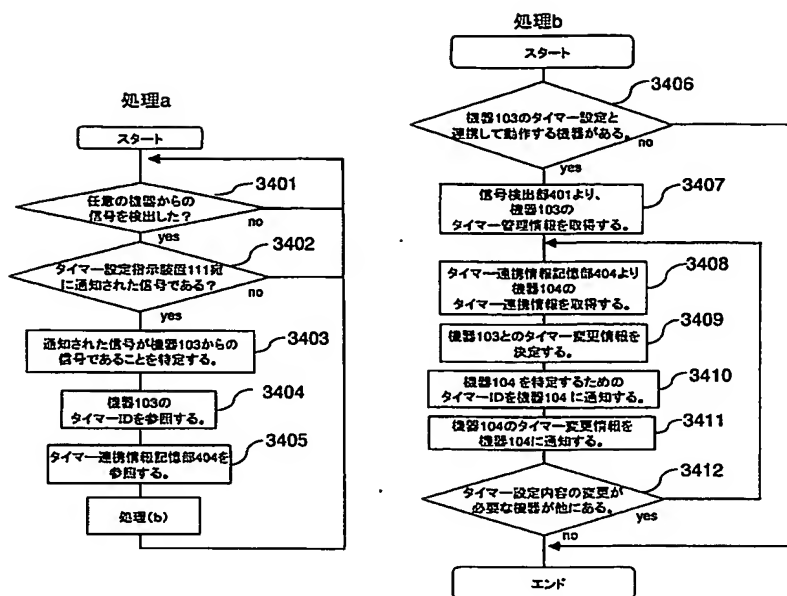 処理a
スタート
3401
任意の機器からの
信号を検出した？
no
yes
3402
タイマー設定指示装置111宛
に通知された信号である？
no
yes
通知された信号が機器103からの
信号であることを特定する。
3403
3404
機器103の
タイマーIDを参照する。
3405
タイマー連携情報記憶部404を
参照する。
処理(b)
処理b
スタート
3406
機器103のタイマー設定と
連携して動作する機器がある。
no
yes
信号検出部401より、
機器103の
タイマー管理情報を取得する。
3407
タイマー連携情報記憶部404より
機器104の
タイマー連携情報を取得する。
3408
3409
機器103とのタイマー変更情報を
決定する。
3410
機器104を特定するための
タイマーIDを機器104に通知する。
3411
機器104のタイマー変更情報を
機器104に通知する。
3412
タイマー設定内容の変更が
必要な機器が他にある。
yes
no
エンド